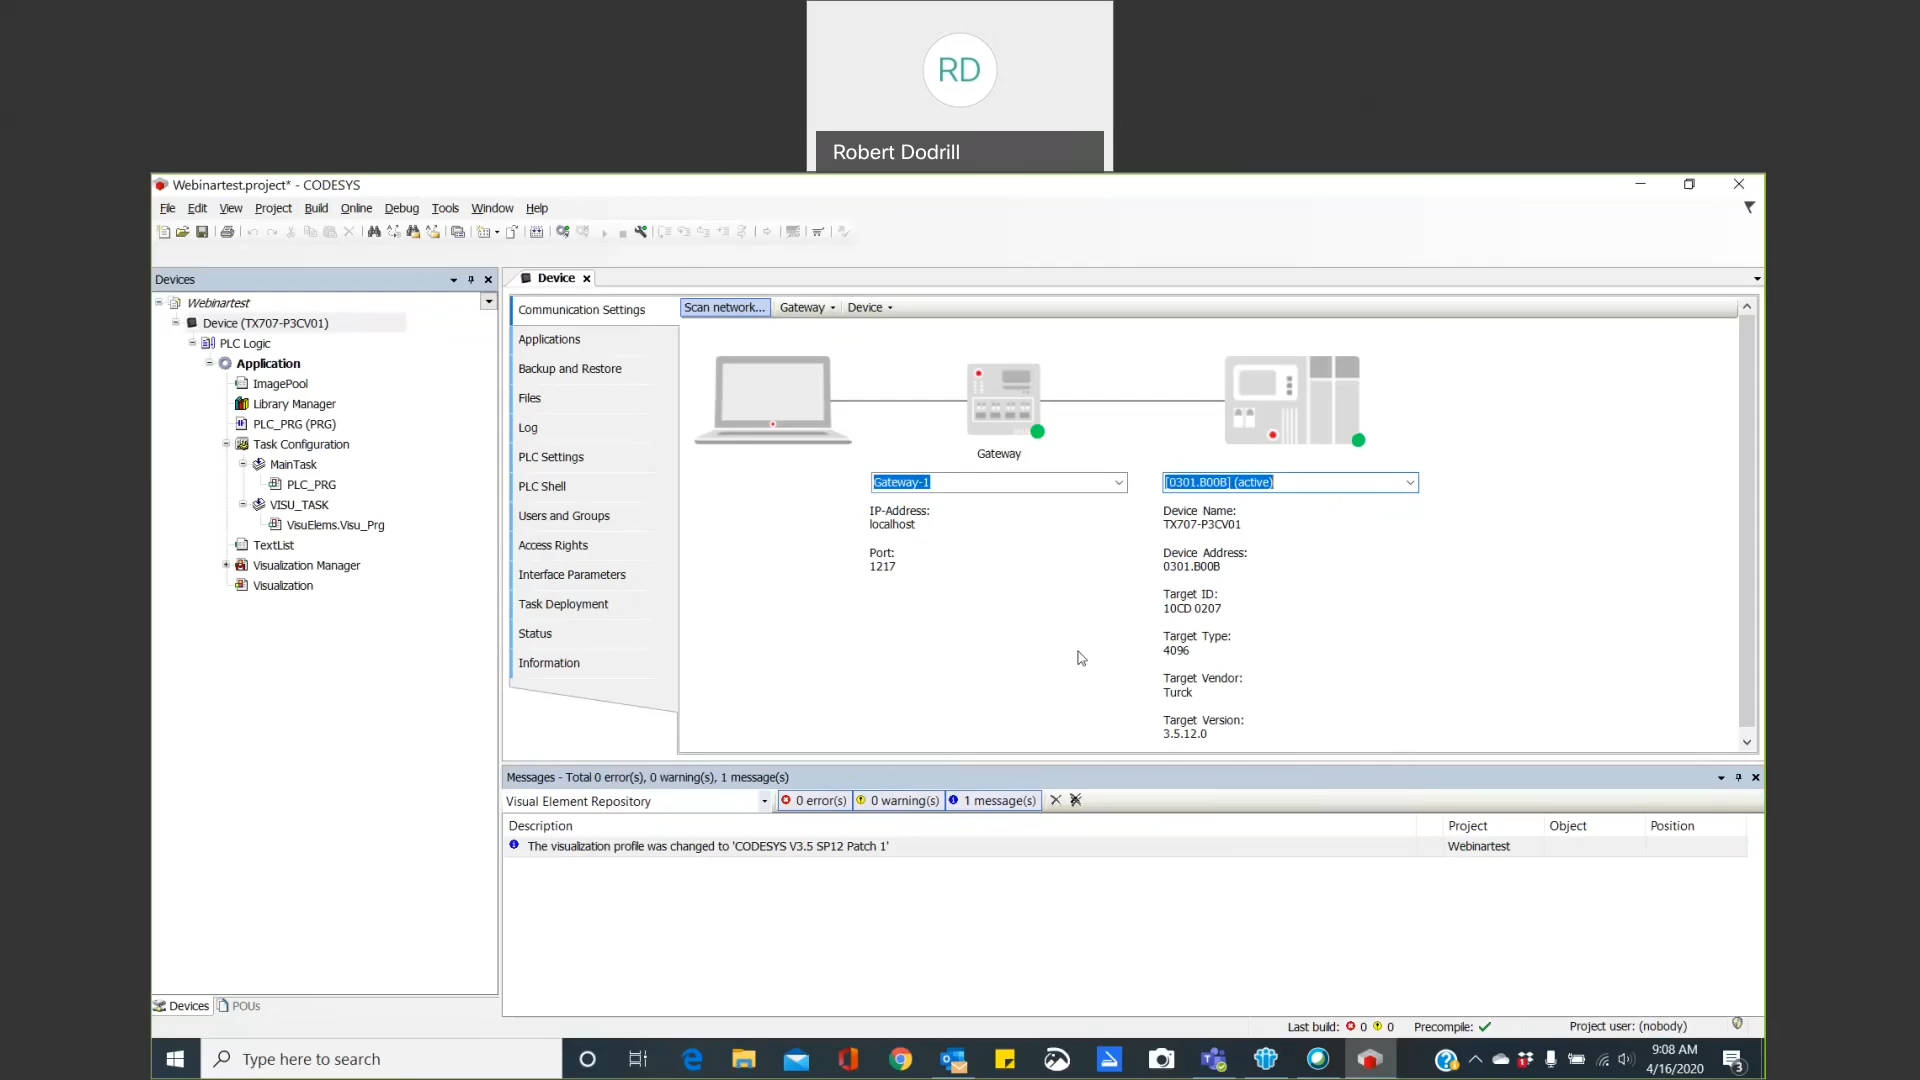 RD
Robert Dodrill
Webinartest.project* - CODESYS
File Edit View Project Build Online Debug Tools Window Help
Devices
Webinartest
Device (TX707-P3CV01)
PLC Logic
Application
ImagePool
Library Manager
PLC_PRG (PRG)
Task Configuration
MainTask
PLC_PRG
VISU_TASK
VisuElems.Visu_Prg
TextList
Visualization Manager
Visualization
Devices POUs
Device
Communication Settings
Applications
Backup and Restore
Files
Log
PLC Settings
PLC Shell
Users and Groups
Access Rights
Interface Parameters
Task Deployment
Status
Information
Scan network... Gateway Device
Gateway
Gateway-1
IP-Address:
localhost
Port:
1217
[0301.B00B] (active)
Device Name:
TX707-P3CV01
Device Address:
0301.B00B
Target ID:
10CD 0207
Target Type:
4096
Target Vendor:
Turck
Target Version:
3.5.12.0
Messages - Total 0 error(s), 0 warning(s), 1 message(s)
Visual Element Repository 0 error(s) 0 warning(s) 1 message(s)
Description Project Object Position
The visualization profile was changed to 'CODESYS V3.5 SP12 Patch 1' Webinartest
Last build: 0 0 Precompile: Project user: (nobody)
Type here to search
9:08 AM
4/16/2020
3